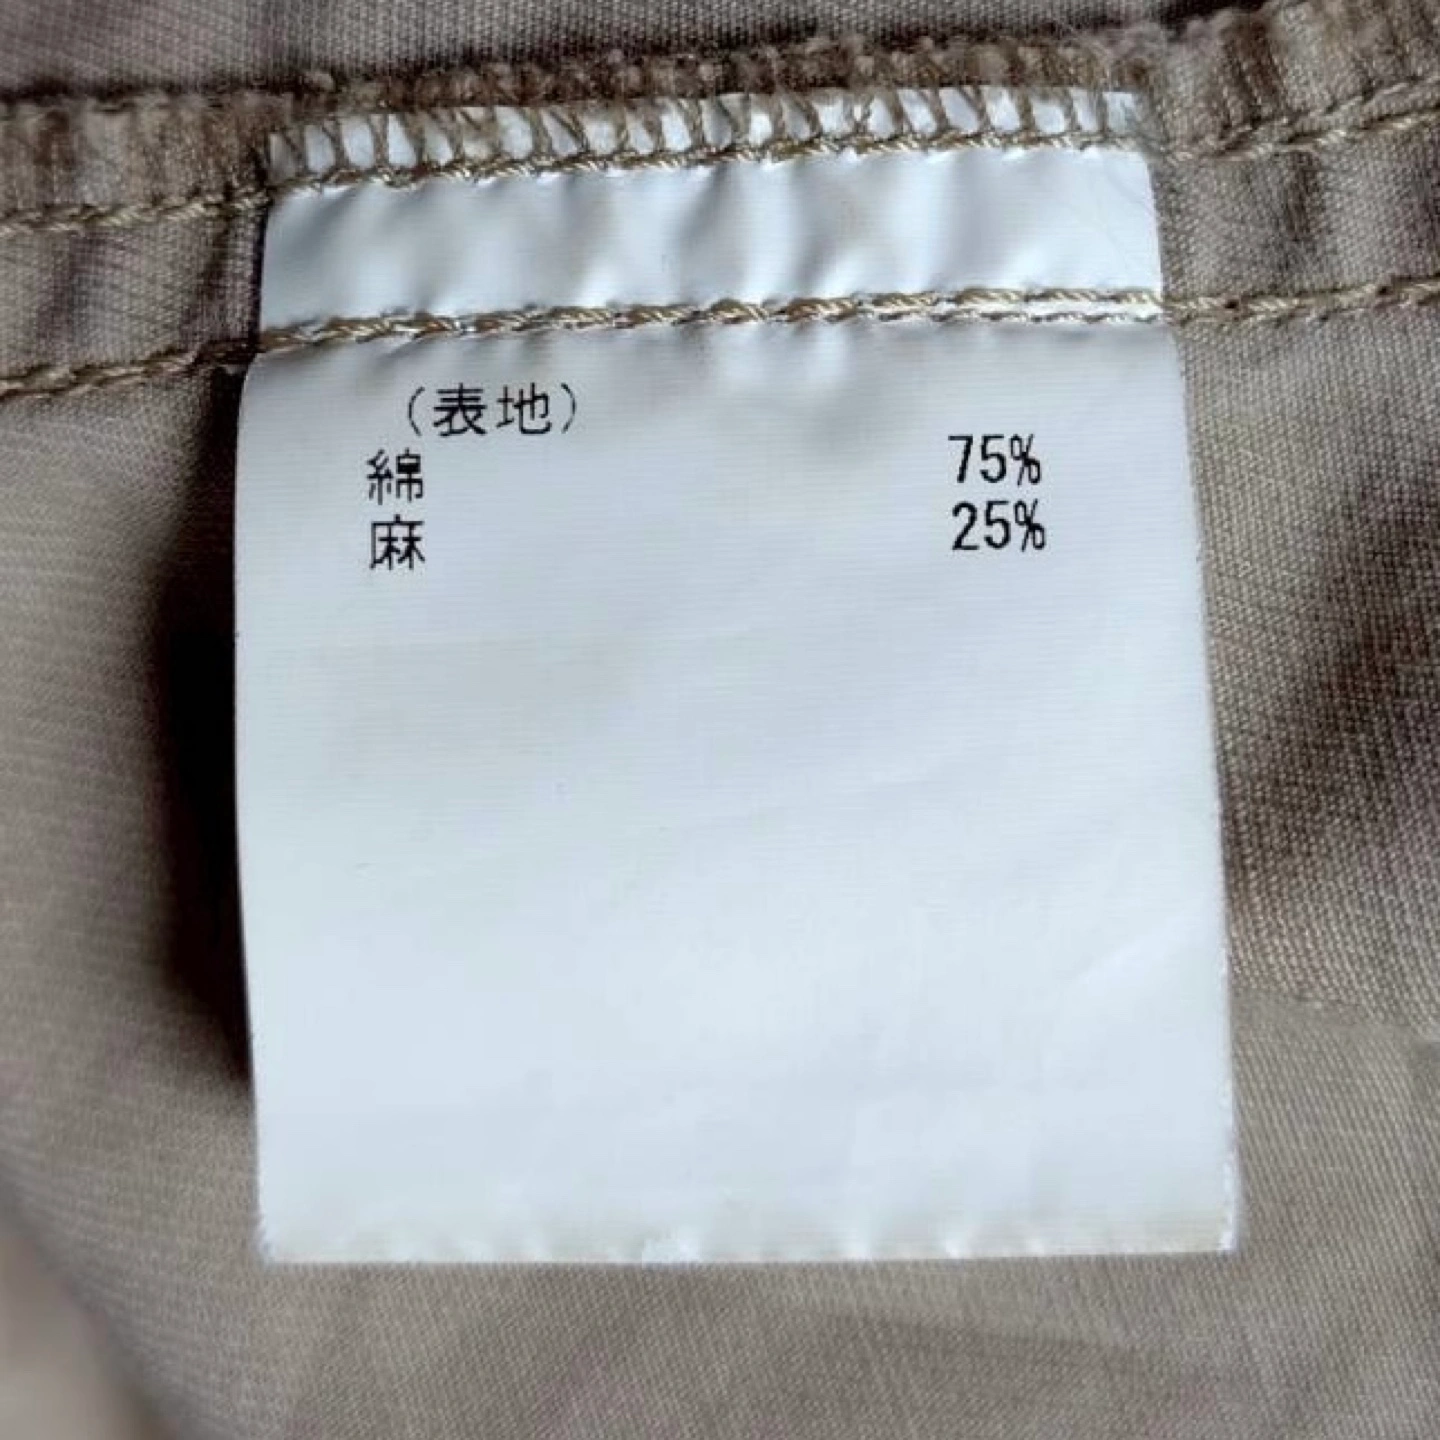 （表地）
綿 75%
麻 25%